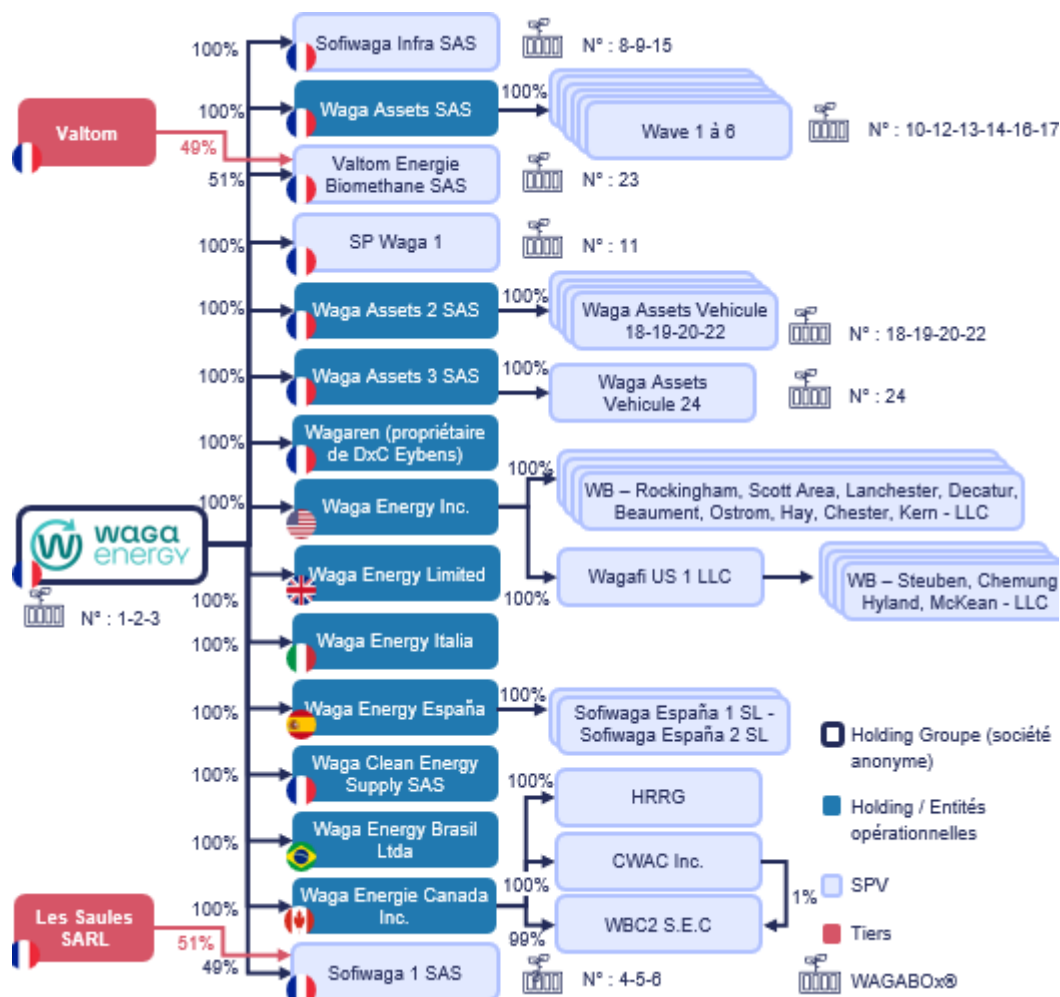 100%
Sofiwaga Infra SAS
N° : 8-9-15
100%
Waga Assets SAS
100%
Wave 1 à 6
N° : 10-12-13-14-16-17
Valtom
49%
51%
Valtom Energie
Biomethane SAS
N° : 23
100%
SP Waga 1
N° : 11
100%
Waga Assets 2 SAS
100%
Waga Assets Vehicule
18-19-20-22
N° : 18-19-20-22
100%
Waga Assets 3 SAS
Waga Assets
Vehicule 24
N° : 24
100%
Wagaren (propriétaire
de DxC Eybens)
100%
Waga Energy Inc.
100%
WB – Rockingham, Scott Area, Lanchester, Decatur,
Beaument, Ostrom, Hay, Chester, Kern - LLC
waga
energy
N° : 1-2-3
100%
Waga Energy Limited
100%
Wagafi US 1 LLC
WB – Steuben, Chemung
Hyland, McKean - LLC
100%
Waga Energy Italia
100%
Waga Energy España
100%
Sofiwaga España 1 SL -
Sofiwaga España 2 SL
100%
Waga Clean Energy
Supply SAS
100%
HRRG
100%
Waga Energy Brasil
Ltda
CWAC Inc.
1%
100%
Waga Energie Canada
Inc.
100%
99%
WBC2 S.E.C
Les Saules
SARL
51%
49%
Sofiwaga 1 SAS
N° : 4-5-6
Holding Groupe (société
anonyme)
Holding / Entités
opérationnelles
SPV
Tiers
WAGABOx®